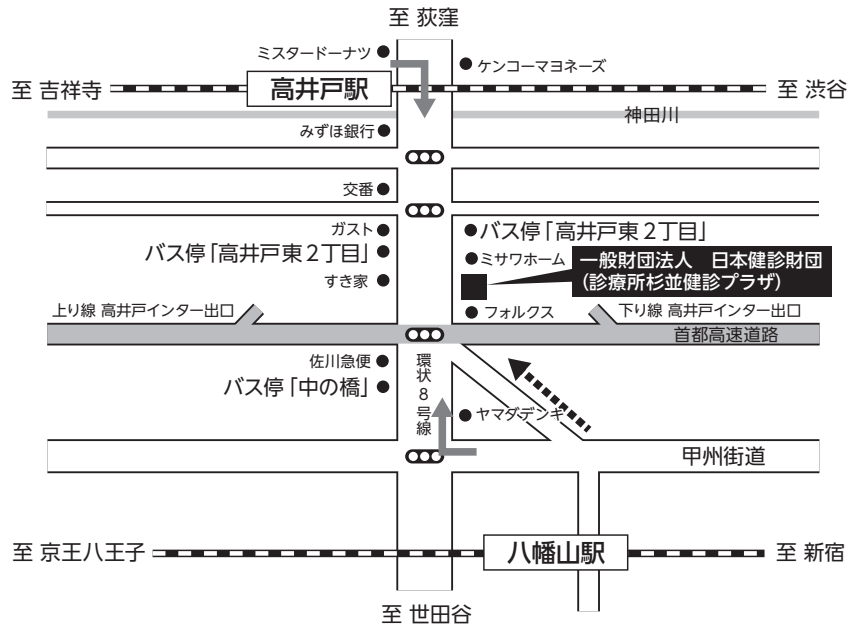 至 荻窪
ミスタードーナツ
ケンコーマヨネーズ
至 吉祥寺
高井戸駅
至 渋谷
神田川
みずほ銀行
交番
ガスト
バス停「高井戸東2丁目」
バス停「高井戸東2丁目」
ミサワホーム
一般財団法人　日本健診財団
(診療所杉並健診プラザ)
すき家
上り線 高井戸インター出口
フォルクス
下り線 高井戸インター出口
首都高速道路
佐川急便
バス停「中の橋」
環状8号線
ヤマダデンキ
甲州街道
至 京王八王子
八幡山駅
至 新宿
至 世田谷